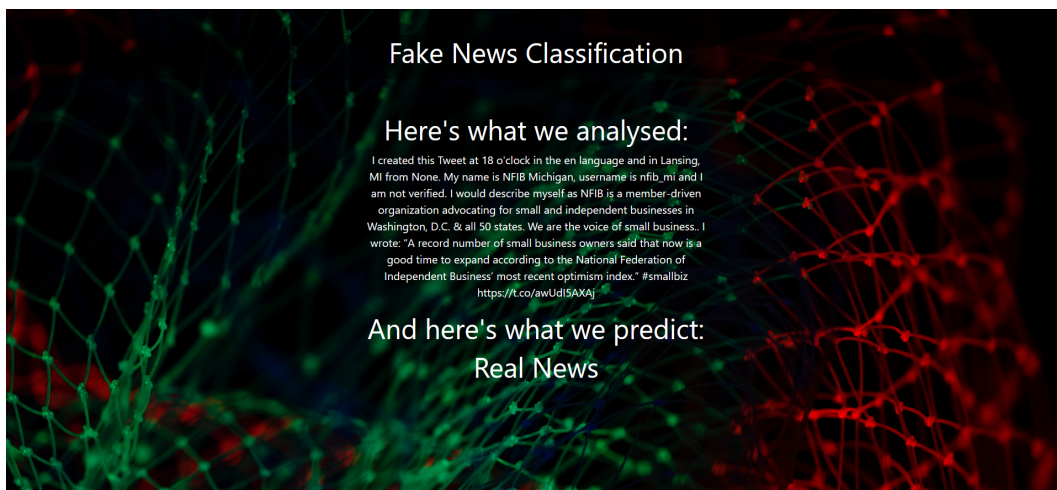 Fake News Classification
Here's what we analysed:
I created this Tweet at 18 o'clock in the en language and in Lansing,
MI from None. My name is NFIB Michigan, username is nfib_mi and I
am not verified. I would describe myself as NFIB is a member-driven
organization advocating for small and independent businesses in
Washington, D.C. & all 50 states. We are the voice of small business.. I
wrote: “A record number of small business owners said that now is a
good time to expand according to the National Federation of
Independent Business’ most recent optimism index.” #smallbiz
https://t.co/awUdI5AXAj
And here's what we predict:
Real News